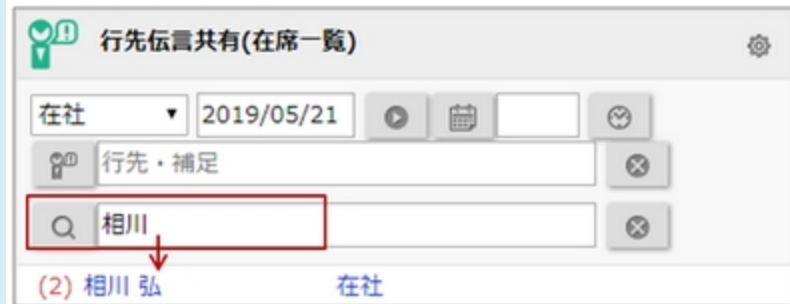 行先伝言共有(在席一覧)
在社 2019/05/21
行先・補足
相川
(2) 相川 弘 在社